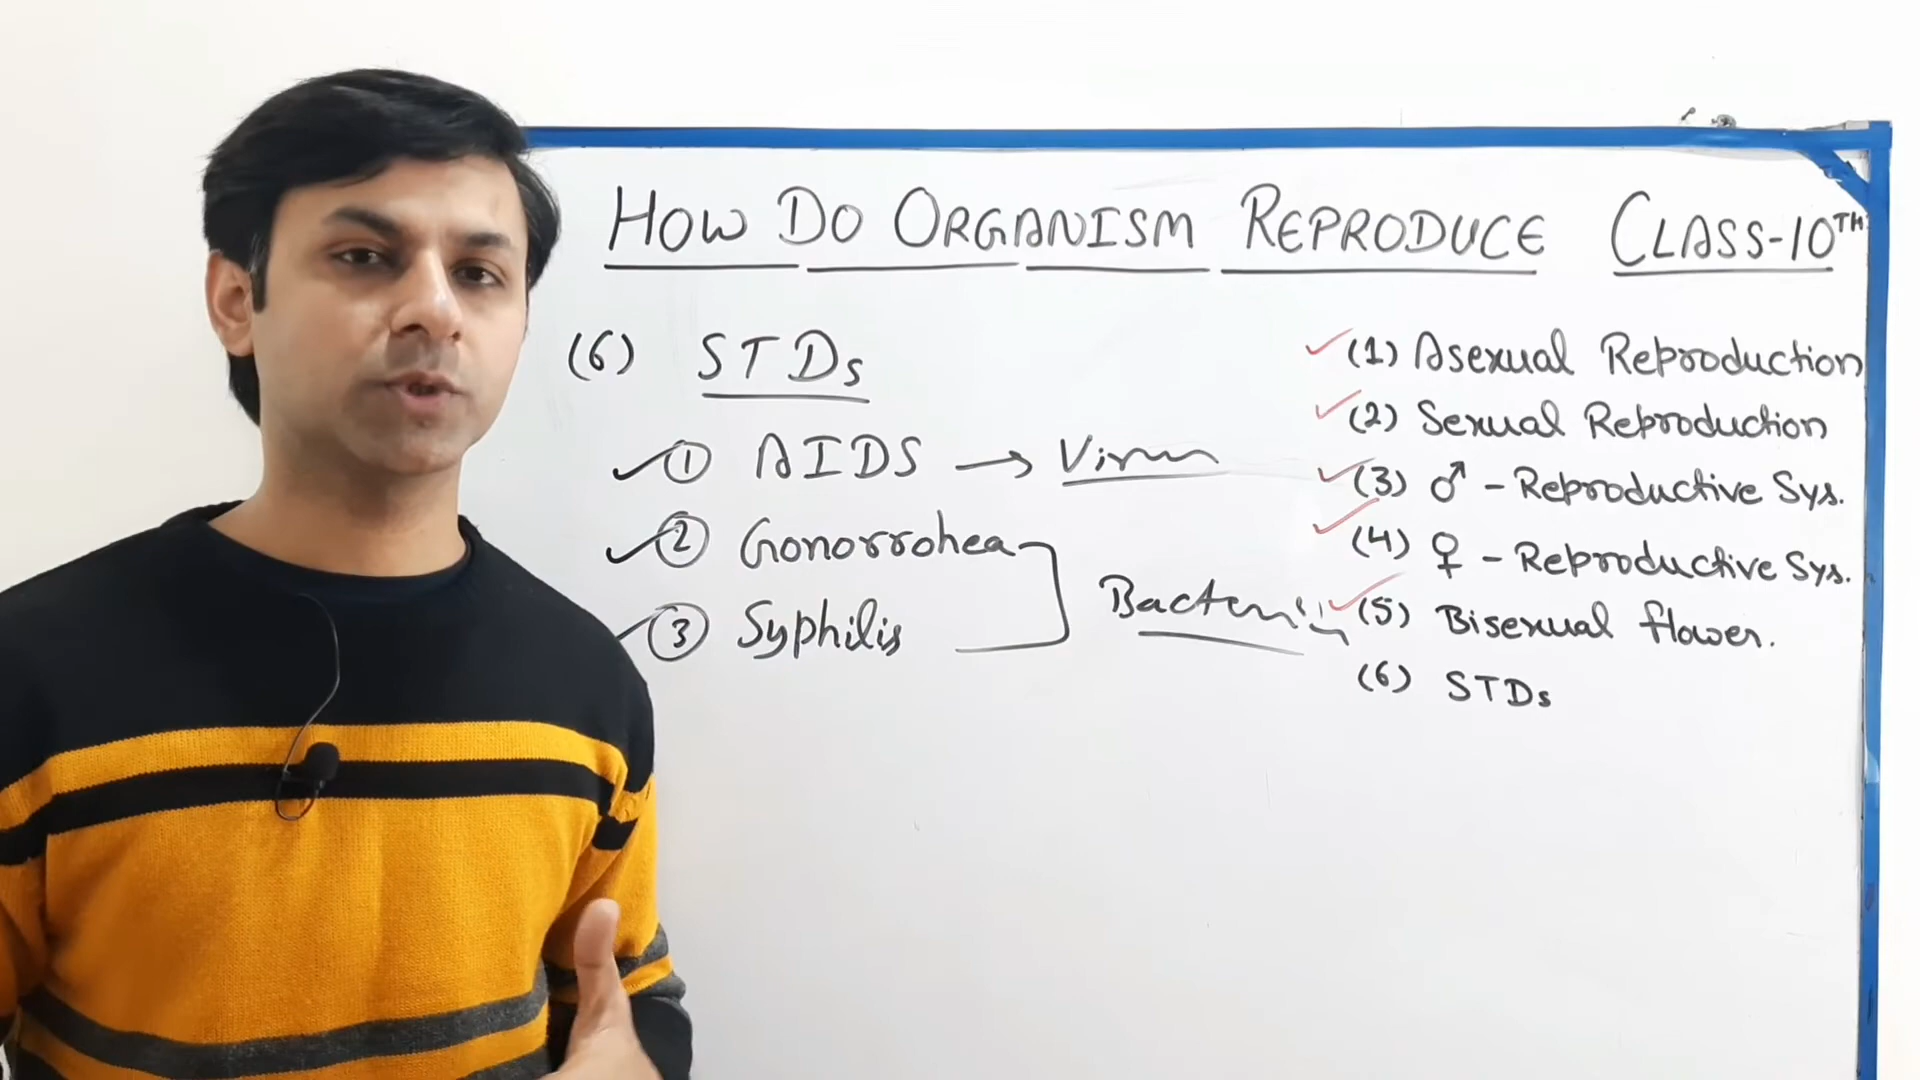 HOW DO ORGANISM REPRODUCE CLASS-10TH
(6) STDs
① AIDS → Virus
② Gonorrohea
③ Syphilis
Bacteria
(1) Asexual Reproduction
(2) Sexual Reproduction
(3) ♂ - Reproductive Sys.
(4) ♀ - Reproductive Sys.
(5) Bisexual flower.
(6) STDs